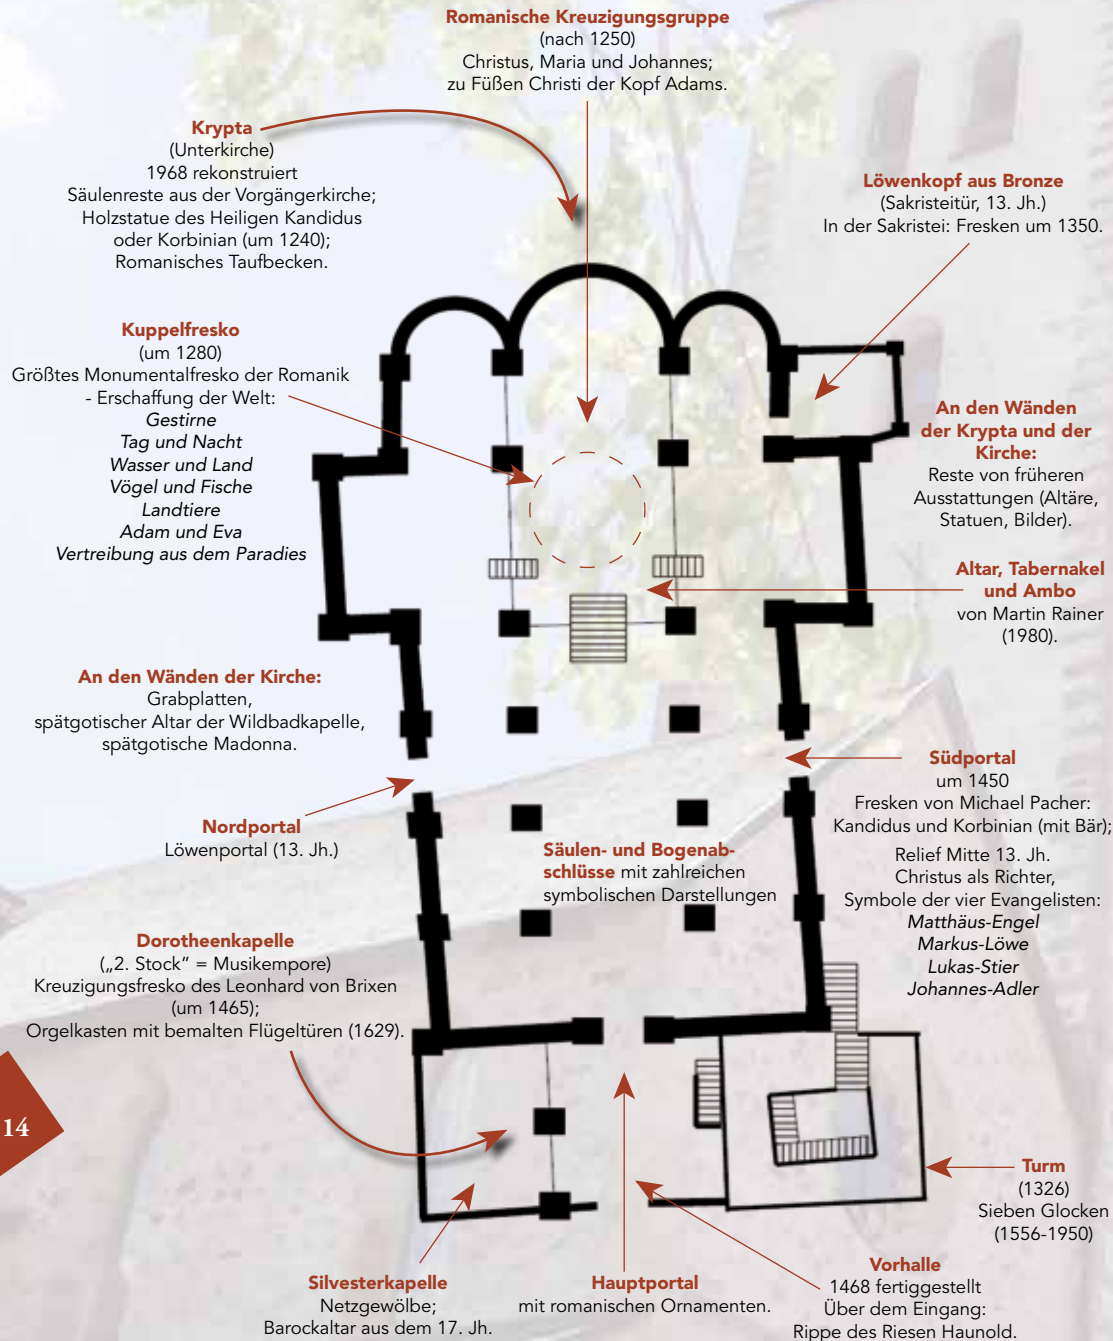 Romanische Kreuzigungsgruppe
(nach 1250)
Christus, Maria und Johannes;
zu Füßen Christi der Kopf Adams.
Krypta
(Unterkirche)
1968 rekonstruiert
Säulenreste aus der Vorgängerkirche;
Holzstatue des Heiligen Kandidus
oder Korbinian (um 1240);
Romanisches Taufbecken.
Löwenkopf aus Bronze
(Sakristeitür, 13. Jh.)
In der Sakristei: Fresken um 1350.
Kuppelfresko
(um 1280)
Größtes Monumentalfresko der Romanik
- Erschaffung der Welt:
Gestirne
Tag und Nacht
Wasser und Land
Vögel und Fische
Landtiere
Adam und Eva
Vertreibung aus dem Paradies
An den Wänden
der Krypta und der
Kirche:
Reste von früheren
Ausstattungen (Altäre,
Statuen, Bilder).
Altar, Tabernakel
und Ambo
von Martin Rainer
(1980).
An den Wänden der Kirche:
Grabplatten,
spätgotischer Altar der Wildbadkapelle,
spätgotische Madonna.
Südportal
um 1450
Fresken von Michael Pacher:
Kandidus und Korbinian (mit Bär);
Relief Mitte 13. Jh.
Christus als Richter,
Symbole der vier Evangelisten:
Matthäus-Engel
Markus-Löwe
Lukas-Stier
Johannes-Adler
Nordportal
Löwenportal (13. Jh.)
Säulen- und Bogenab-
schlüsse mit zahlreichen
symbolischen Darstellungen
Dorotheenkapelle
(„2. Stock" = Musikempore)
Kreuzigungsfresko des Leonhard von Brixen
(um 1465);
Orgelkasten mit bemalten Flügeltüren (1629).
14
Turm
(1326)
Sieben Glocken
(1556-1950)
Silvesterkapelle
Netzgewölbe;
Barockaltar aus dem 17. Jh.
Hauptportal
mit romanischen Ornamenten.
Vorhalle
1468 fertiggestellt
Über dem Eingang:
Rippe des Riesen Haunold.